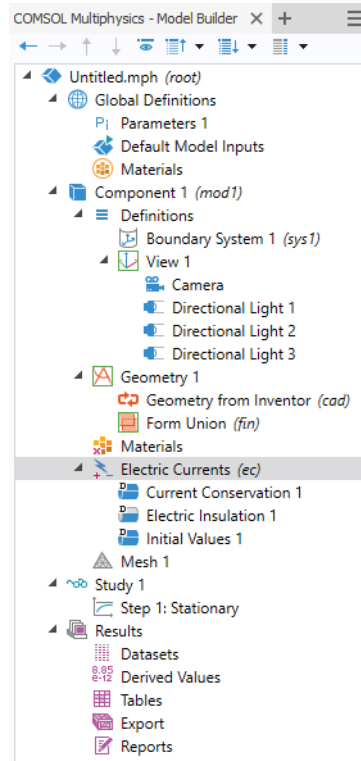 COMSOL Multiphysics - Model Builder
Untitled.mph (root)
Global Definitions
Pi Parameters 1
Default Model Inputs
Materials
Component 1 (mod1)
Definitions
Boundary System 1 (sys1)
View 1
Camera
Directional Light 1
Directional Light 2
Directional Light 3
Geometry 1
Geometry from Inventor (cad)
Form Union (fin)
Materials
Electric Currents (ec)
D Current Conservation 1
D Electric Insulation 1
D Initial Values 1
Mesh 1
Study 1
Step 1: Stationary
Results
Datasets
8.85
e-12 Derived Values
Tables
Export
Reports